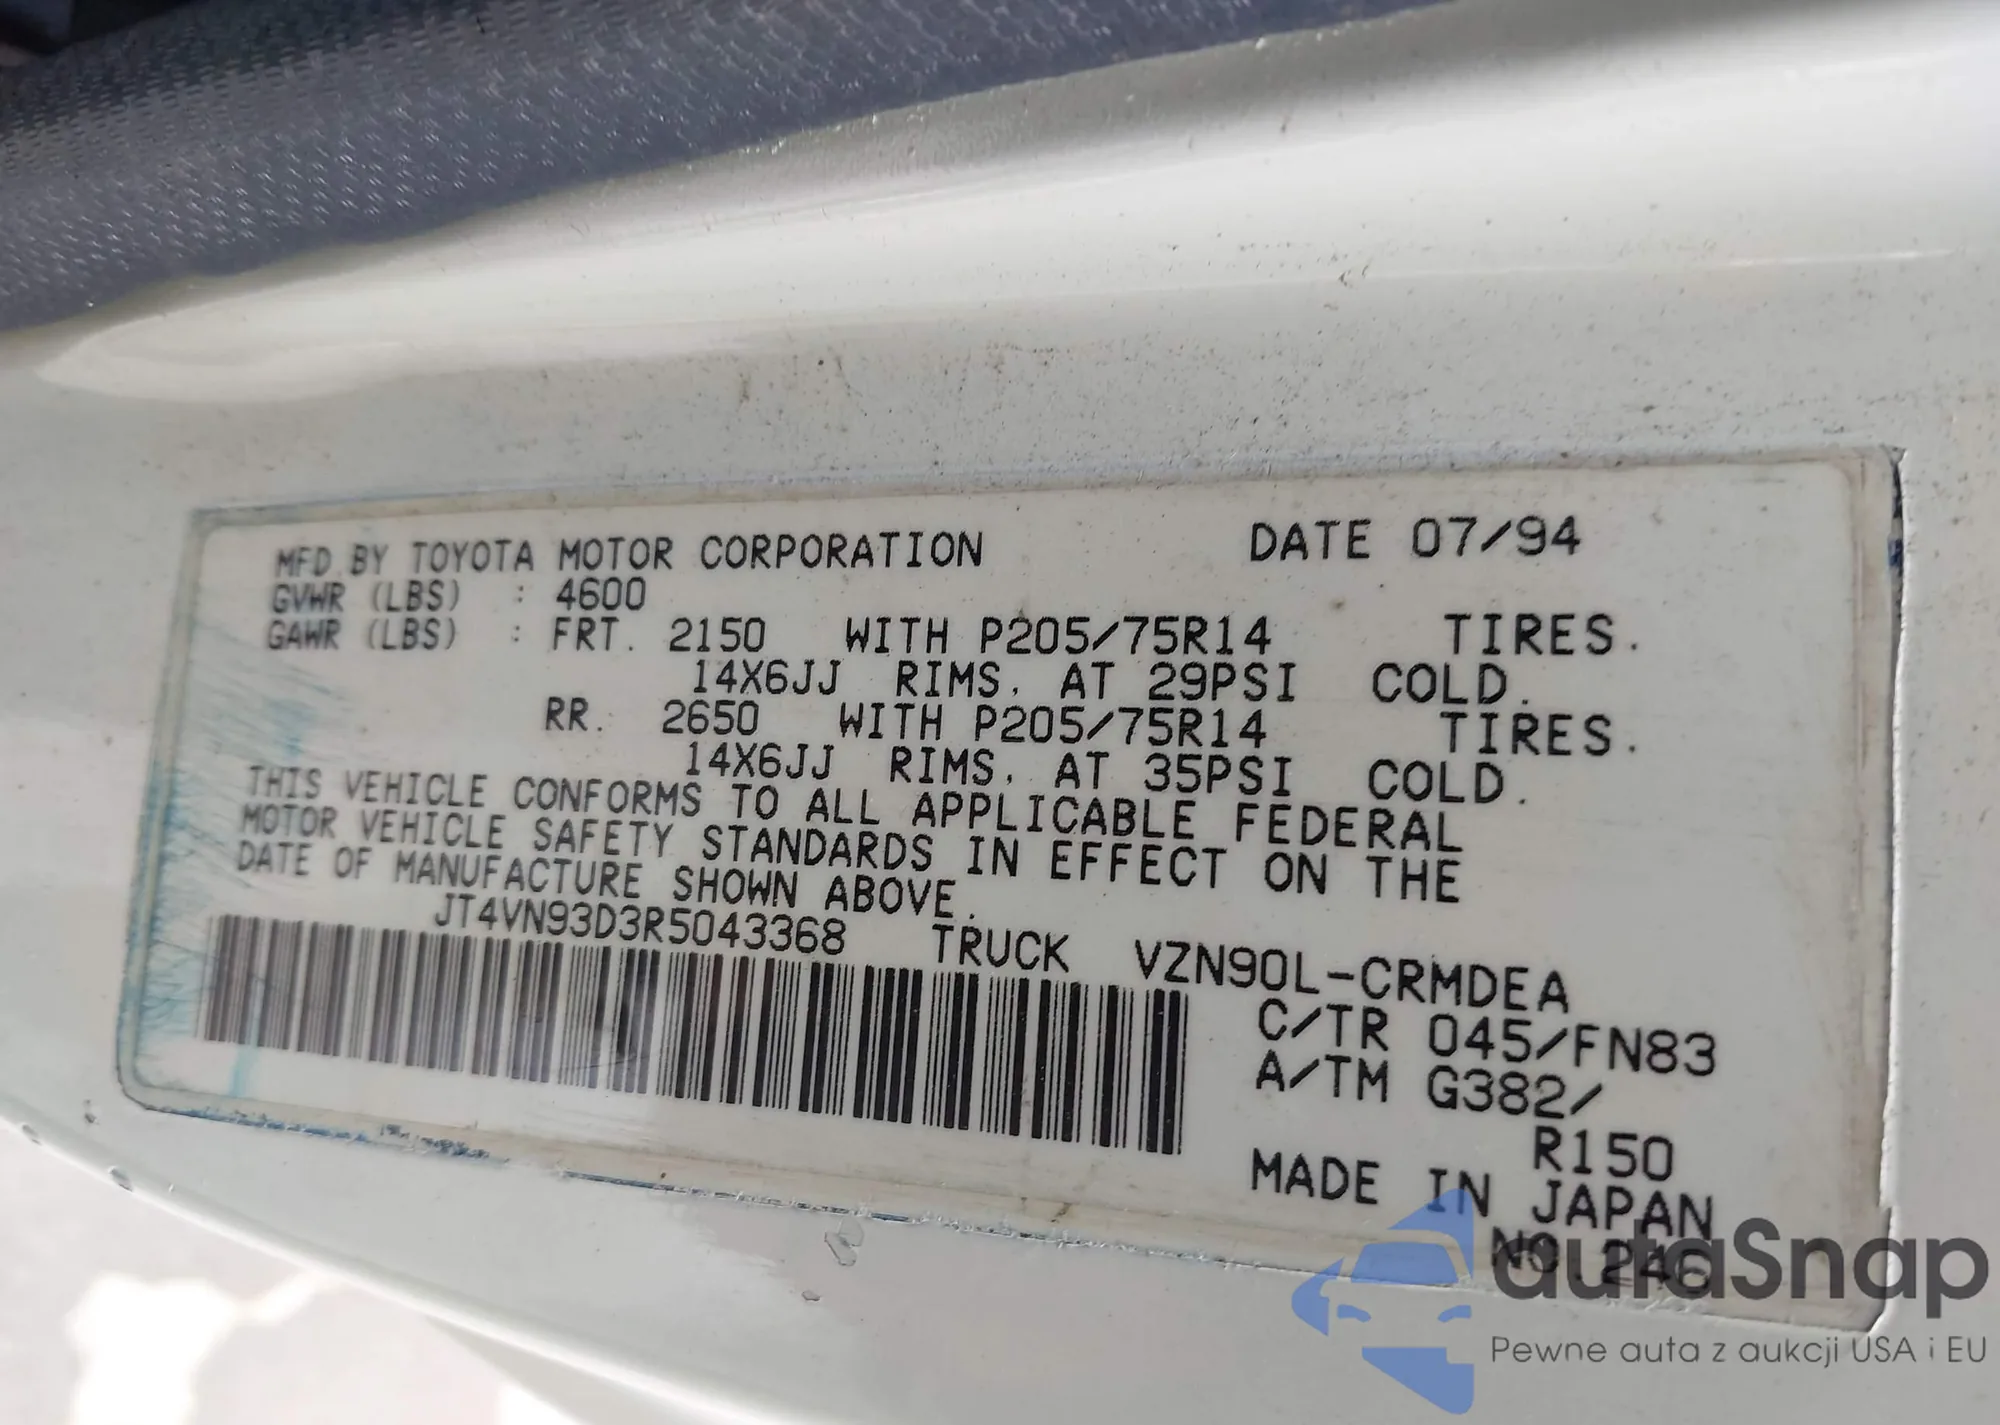 MFD BY TOYOTA MOTOR CORPORATION DATE 07/94
GVWR (LBS) : 4600
GAWR (LBS) : FRT. 2150 WITH P205/75R14 TIRES.
14X6JJ RIMS, AT 29PSI COLD.
RR. 2650 WITH P205/75R14 TIRES.
14X6JJ RIMS, AT 35PSI COLD.
THIS VEHICLE CONFORMS TO ALL APPLICABLE FEDERAL
MOTOR VEHICLE SAFETY STANDARDS IN EFFECT ON THE
DATE OF MANUFACTURE SHOWN ABOVE.
JT4VN93D3R5043368 TRUCK VZN90L-CRMDEA
C/TR 045/FN83
A/TM G382/
R150
MADE IN JAPAN
NO. 246
autaSnap
Pewne auta z aukcji USA i EU